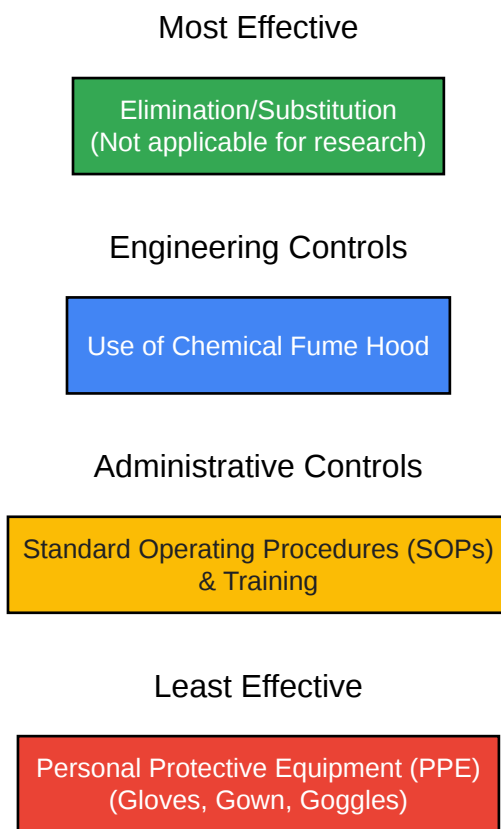 Most Effective
Elimination/Substitution
(Not applicable for research)
Engineering Controls
Use of Chemical Fume Hood
Administrative Controls
Standard Operating Procedures (SOPs)
& Training
Least Effective
Personal Protective Equipment (PPE)
(Gloves, Gown, Goggles)